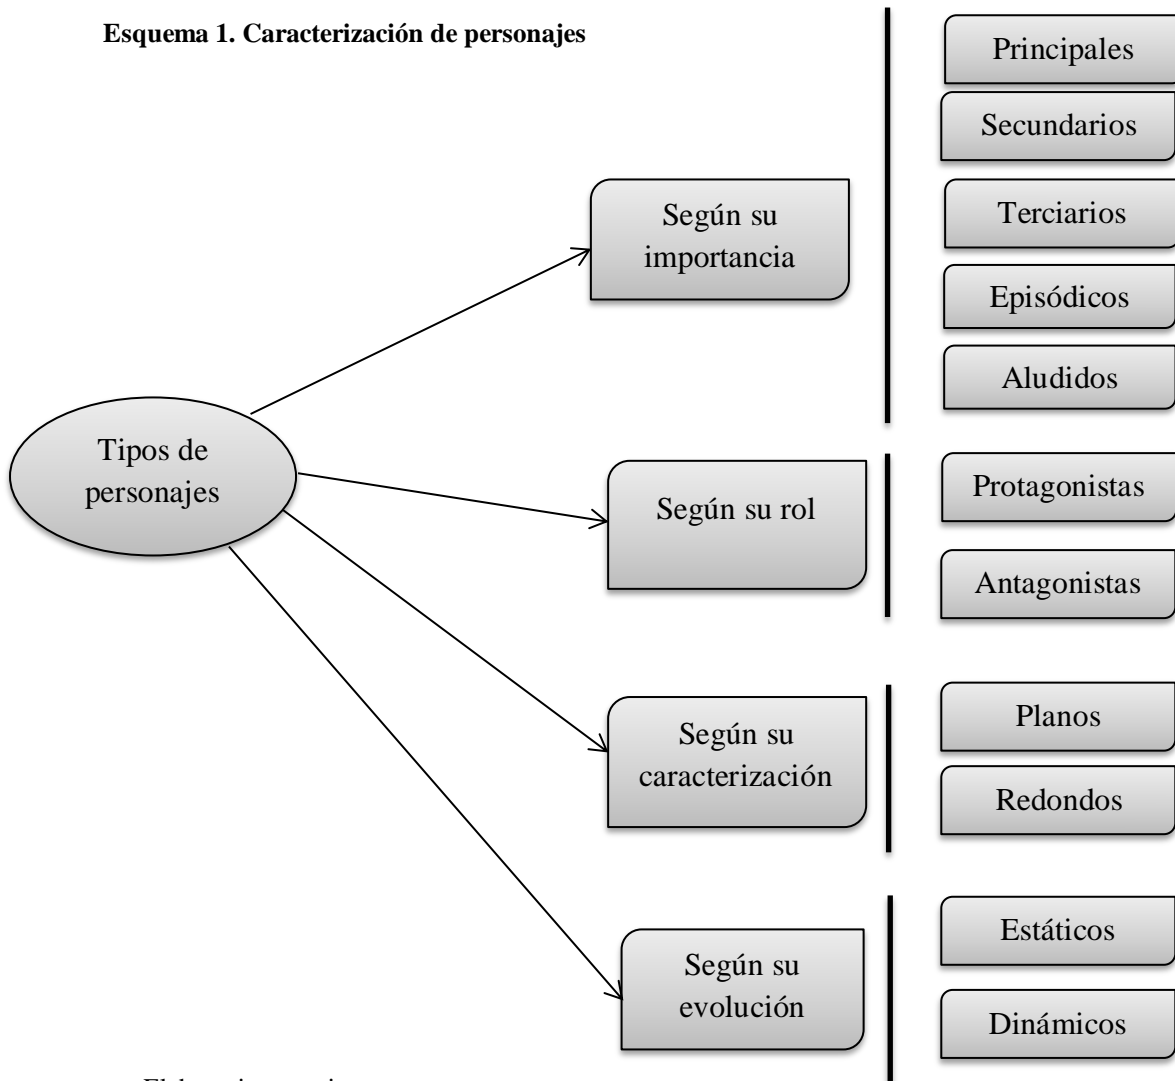 Esquema 1. Caracterización de personajes
Tipos de
personajes
Según su
importancia
Principales
Secundarios
Terciarios
Episódicos
Aludidos
Según su rol
Protagonistas
Antagonistas
Según su
caracterización
Planos
Redondos
Según su
evolución
Estáticos
Dinámicos